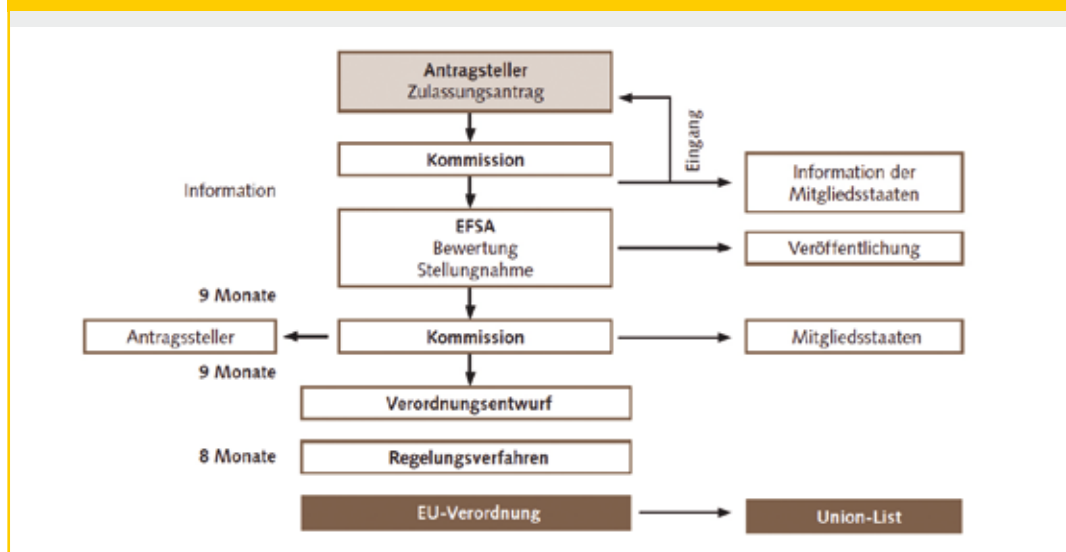 Antragsteller
Zulassungsantrag
Eingang
Kommission
Information der
Mitgliedsstaaten
Information
EFSA
Bewertung
Stellungnahme
Veröffentlichung
9 Monate
Antragssteller
Kommission
Mitgliedsstaaten
9 Monate
Verordnungsentwurf
8 Monate
Regelungsverfahren
EU-Verordnung
Union-List